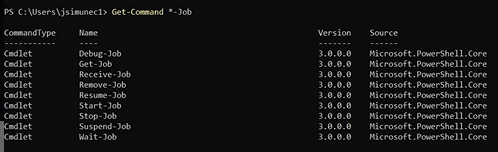 PS C:\Users\jsimunec1> Get-Command *-Job
CommandType     Name                                               Version    Source
-----------     ----                                               -------    ------
Cmdlet          Debug-Job                                          3.0.0.0    Microsoft.PowerShell.Core
Cmdlet          Get-Job                                            3.0.0.0    Microsoft.PowerShell.Core
Cmdlet          Receive-Job                                        3.0.0.0    Microsoft.PowerShell.Core
Cmdlet          Remove-Job                                         3.0.0.0    Microsoft.PowerShell.Core
Cmdlet          Resume-Job                                         3.0.0.0    Microsoft.PowerShell.Core
Cmdlet          Start-Job                                          3.0.0.0    Microsoft.PowerShell.Core
Cmdlet          Stop-Job                                           3.0.0.0    Microsoft.PowerShell.Core
Cmdlet          Suspend-Job                                        3.0.0.0    Microsoft.PowerShell.Core
Cmdlet          Wait-Job                                           3.0.0.0    Microsoft.PowerShell.Core